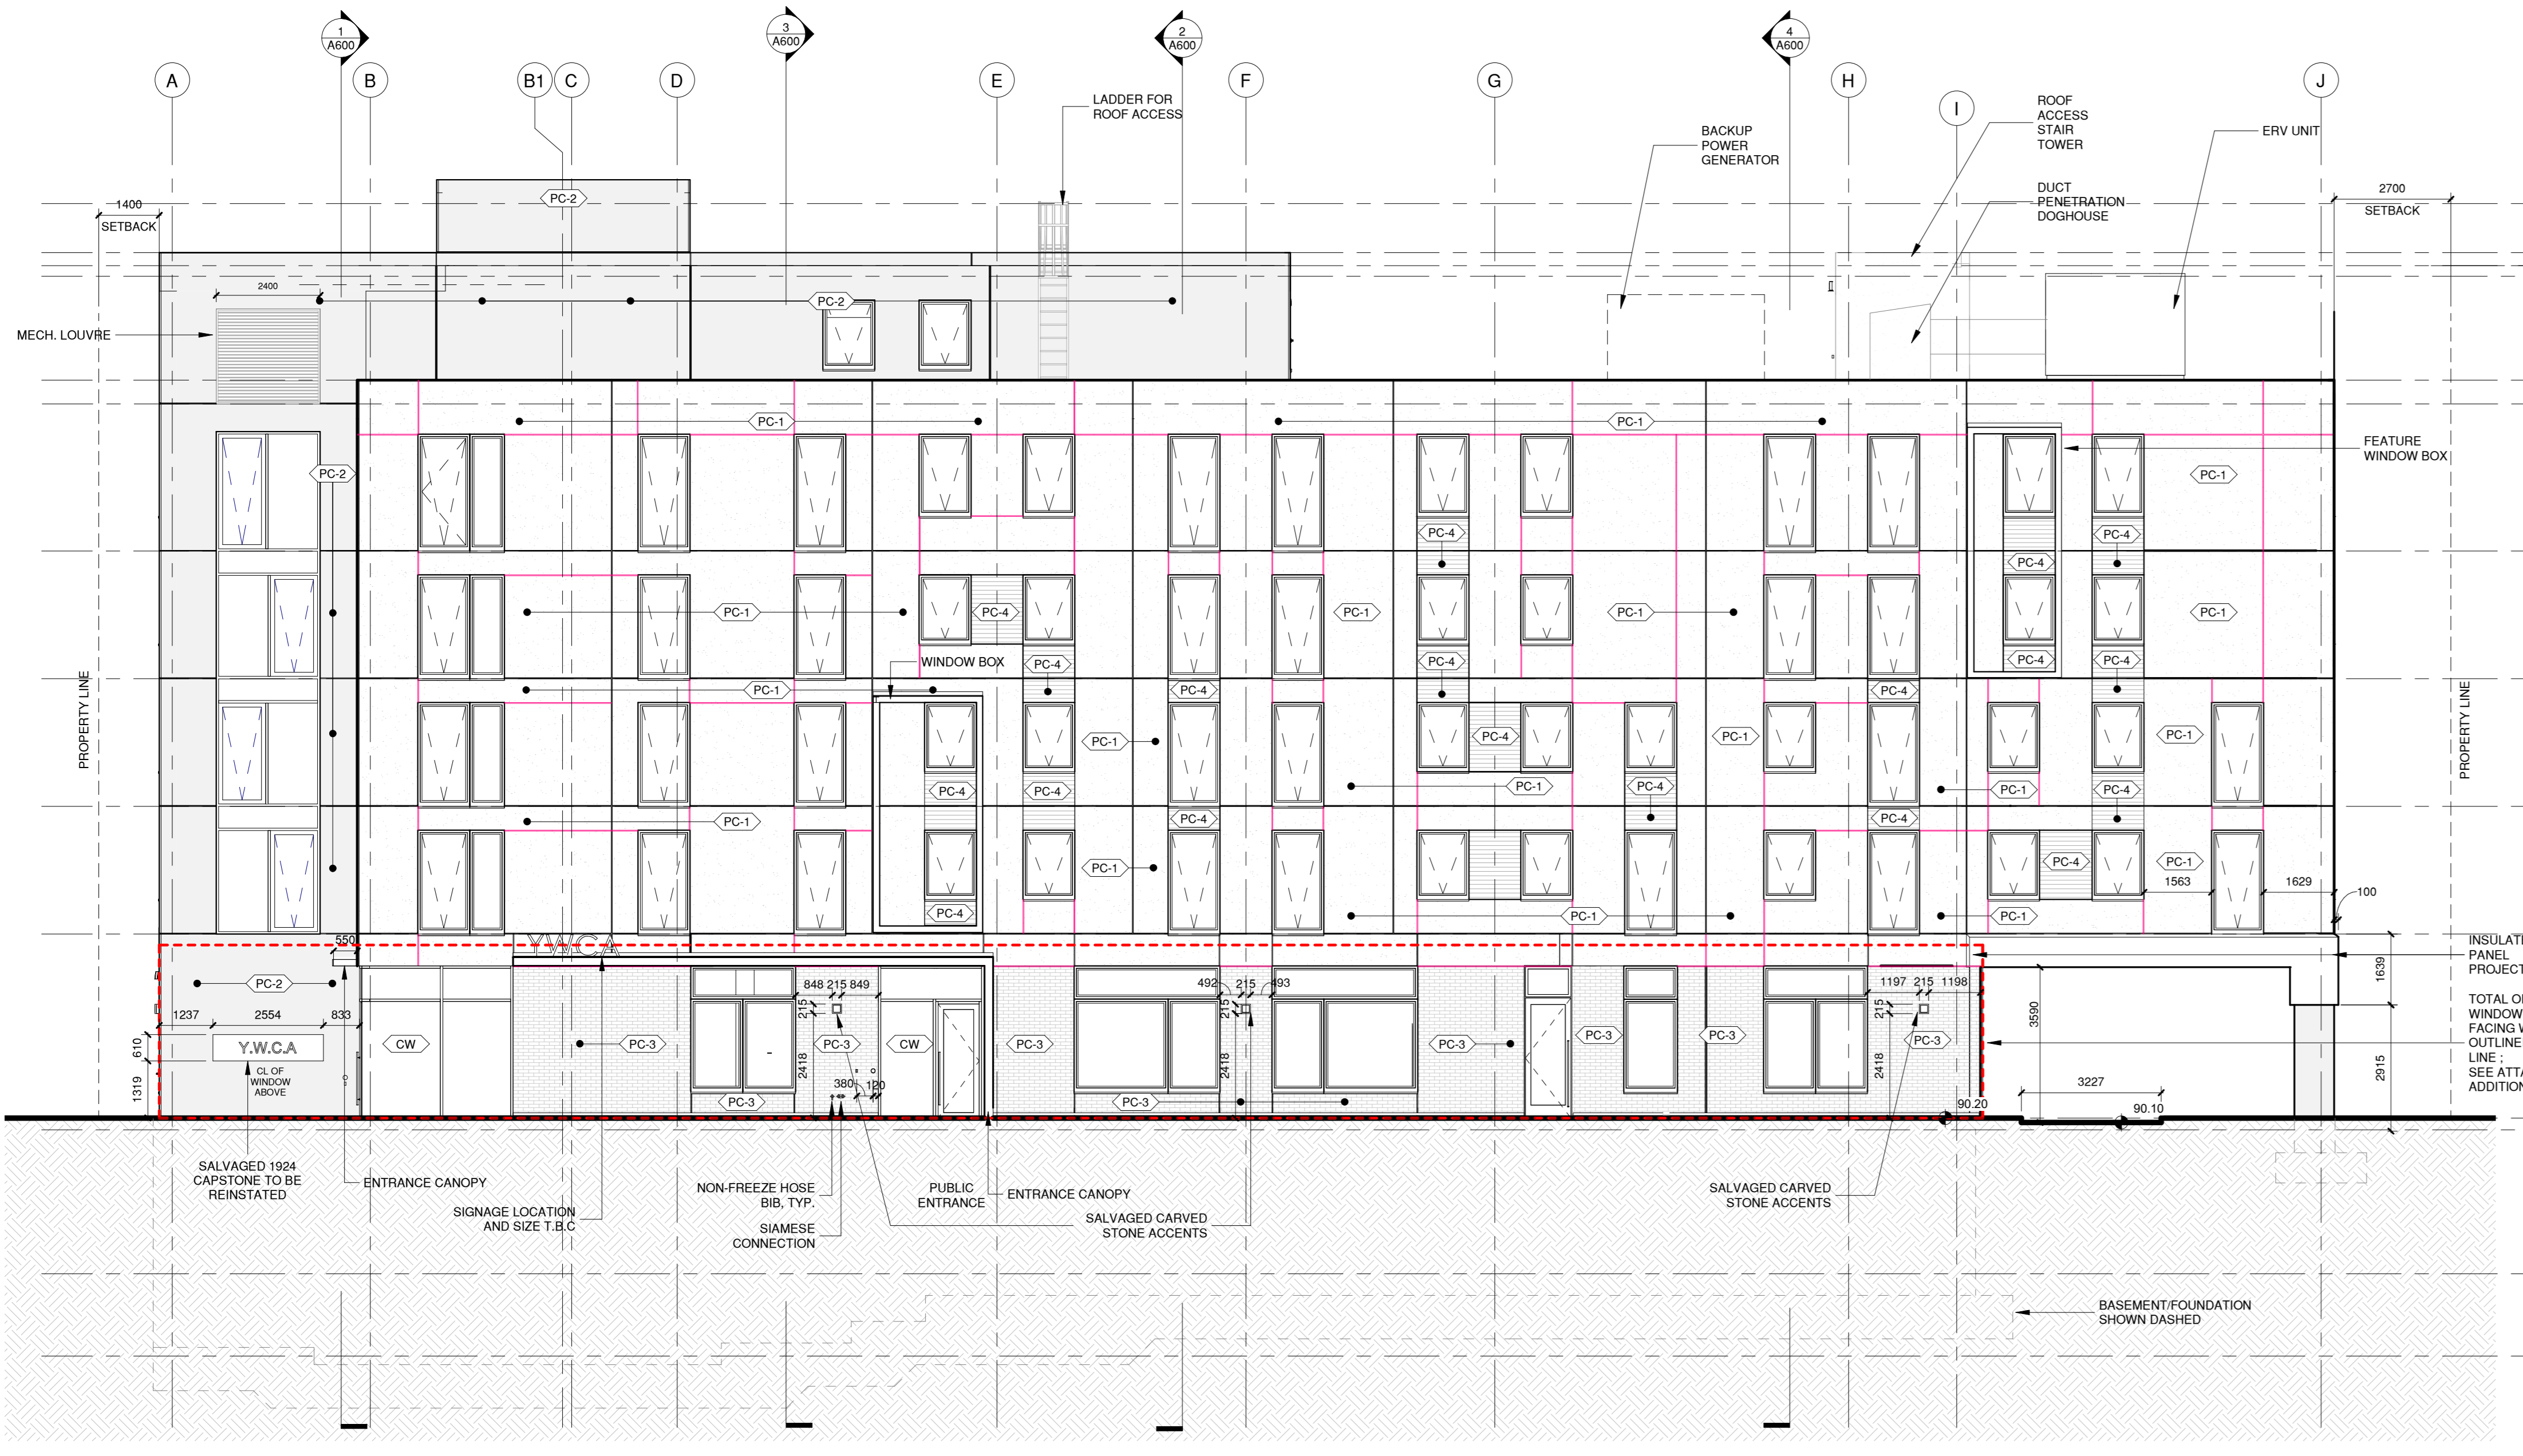 1
A600
3
A600
2
A600
4
A600
A
B
B1
C
D
E
F
G
H
I
J
LADDER FOR
ROOF ACCESS
BACKUP
POWER
GENERATOR
ROOF
ACCESS
STAIR
TOWER
ERV UNIT
DUCT
PENETRATION
DOGHOUSE
1400
SETBACK
2700
SETBACK
PC-2
2400
PC-2
MECH. LOUVRE
PC-1
PC-1
FEATURE
WINDOW BOX
PC-2
PC-1
PC-4
PC-4
PC-4
PC-1
PC-4
PC-1
PC-1
PC-1
WINDOW BOX
PC-4
PC-4
PC-4
PC-4
PC-1
PC-4
PC-4
PROPERTY LINE
PROPERTY LINE
PC-1
PC-4
PC-1
PC-1
PC-4
PC-4
PC-1
PC-4
PC-1
PC-4
PC-1
PC-4
PC-4
PC-4
PC-1
PC-1
PC-4
PC-1
1563
1629
100
PC-4
PC-1
PC-1
550
YWCA
INSULATE
PANEL
PROJECT
1639
PC-2
848
215
849
492
215
493
1197
215
1198
215
215
215
TOTAL O
WINDOW
FACING W
OUTLINE
LINE ;
SEE ATTA
ADDITION
1237
2554
833
610
1319
Y.W.C.A
CL OF
WINDOW
ABOVE
CW
PC-3
PC-3
CW
PC-3
PC-3
PC-3
PC-3
PC-3
2418
2418
2418
3590
2915
380
120
PC-3
PC-3
3227
90.20
90.10
SALVAGED 1924
CAPSTONE TO BE
REINSTATED
ENTRANCE CANOPY
SIGNAGE LOCATION
AND SIZE T.B.C
NON-FREEZE HOSE
BIB, TYP.
SIAMESE
CONNECTION
PUBLIC
ENTRANCE
ENTRANCE CANOPY
SALVAGED CARVED
STONE ACCENTS
SALVAGED CARVED
STONE ACCENTS
BASEMENT/FOUNDATION
SHOWN DASHED